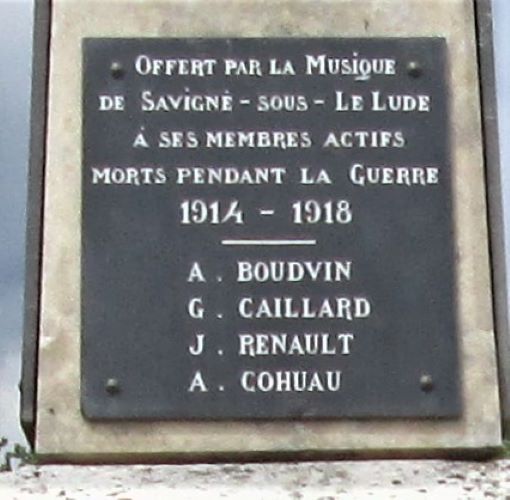 OFFERT PAR LA MUSIQUE
DE SAVIGNÉ - SOUS - LE LUDE
À SES MEMBRES ACTIFS
MORTS PENDANT LA GUERRE
1914 - 1918
A . BOUDVIN
G . CAILLARD
J . RENAULT
A . COHUAU